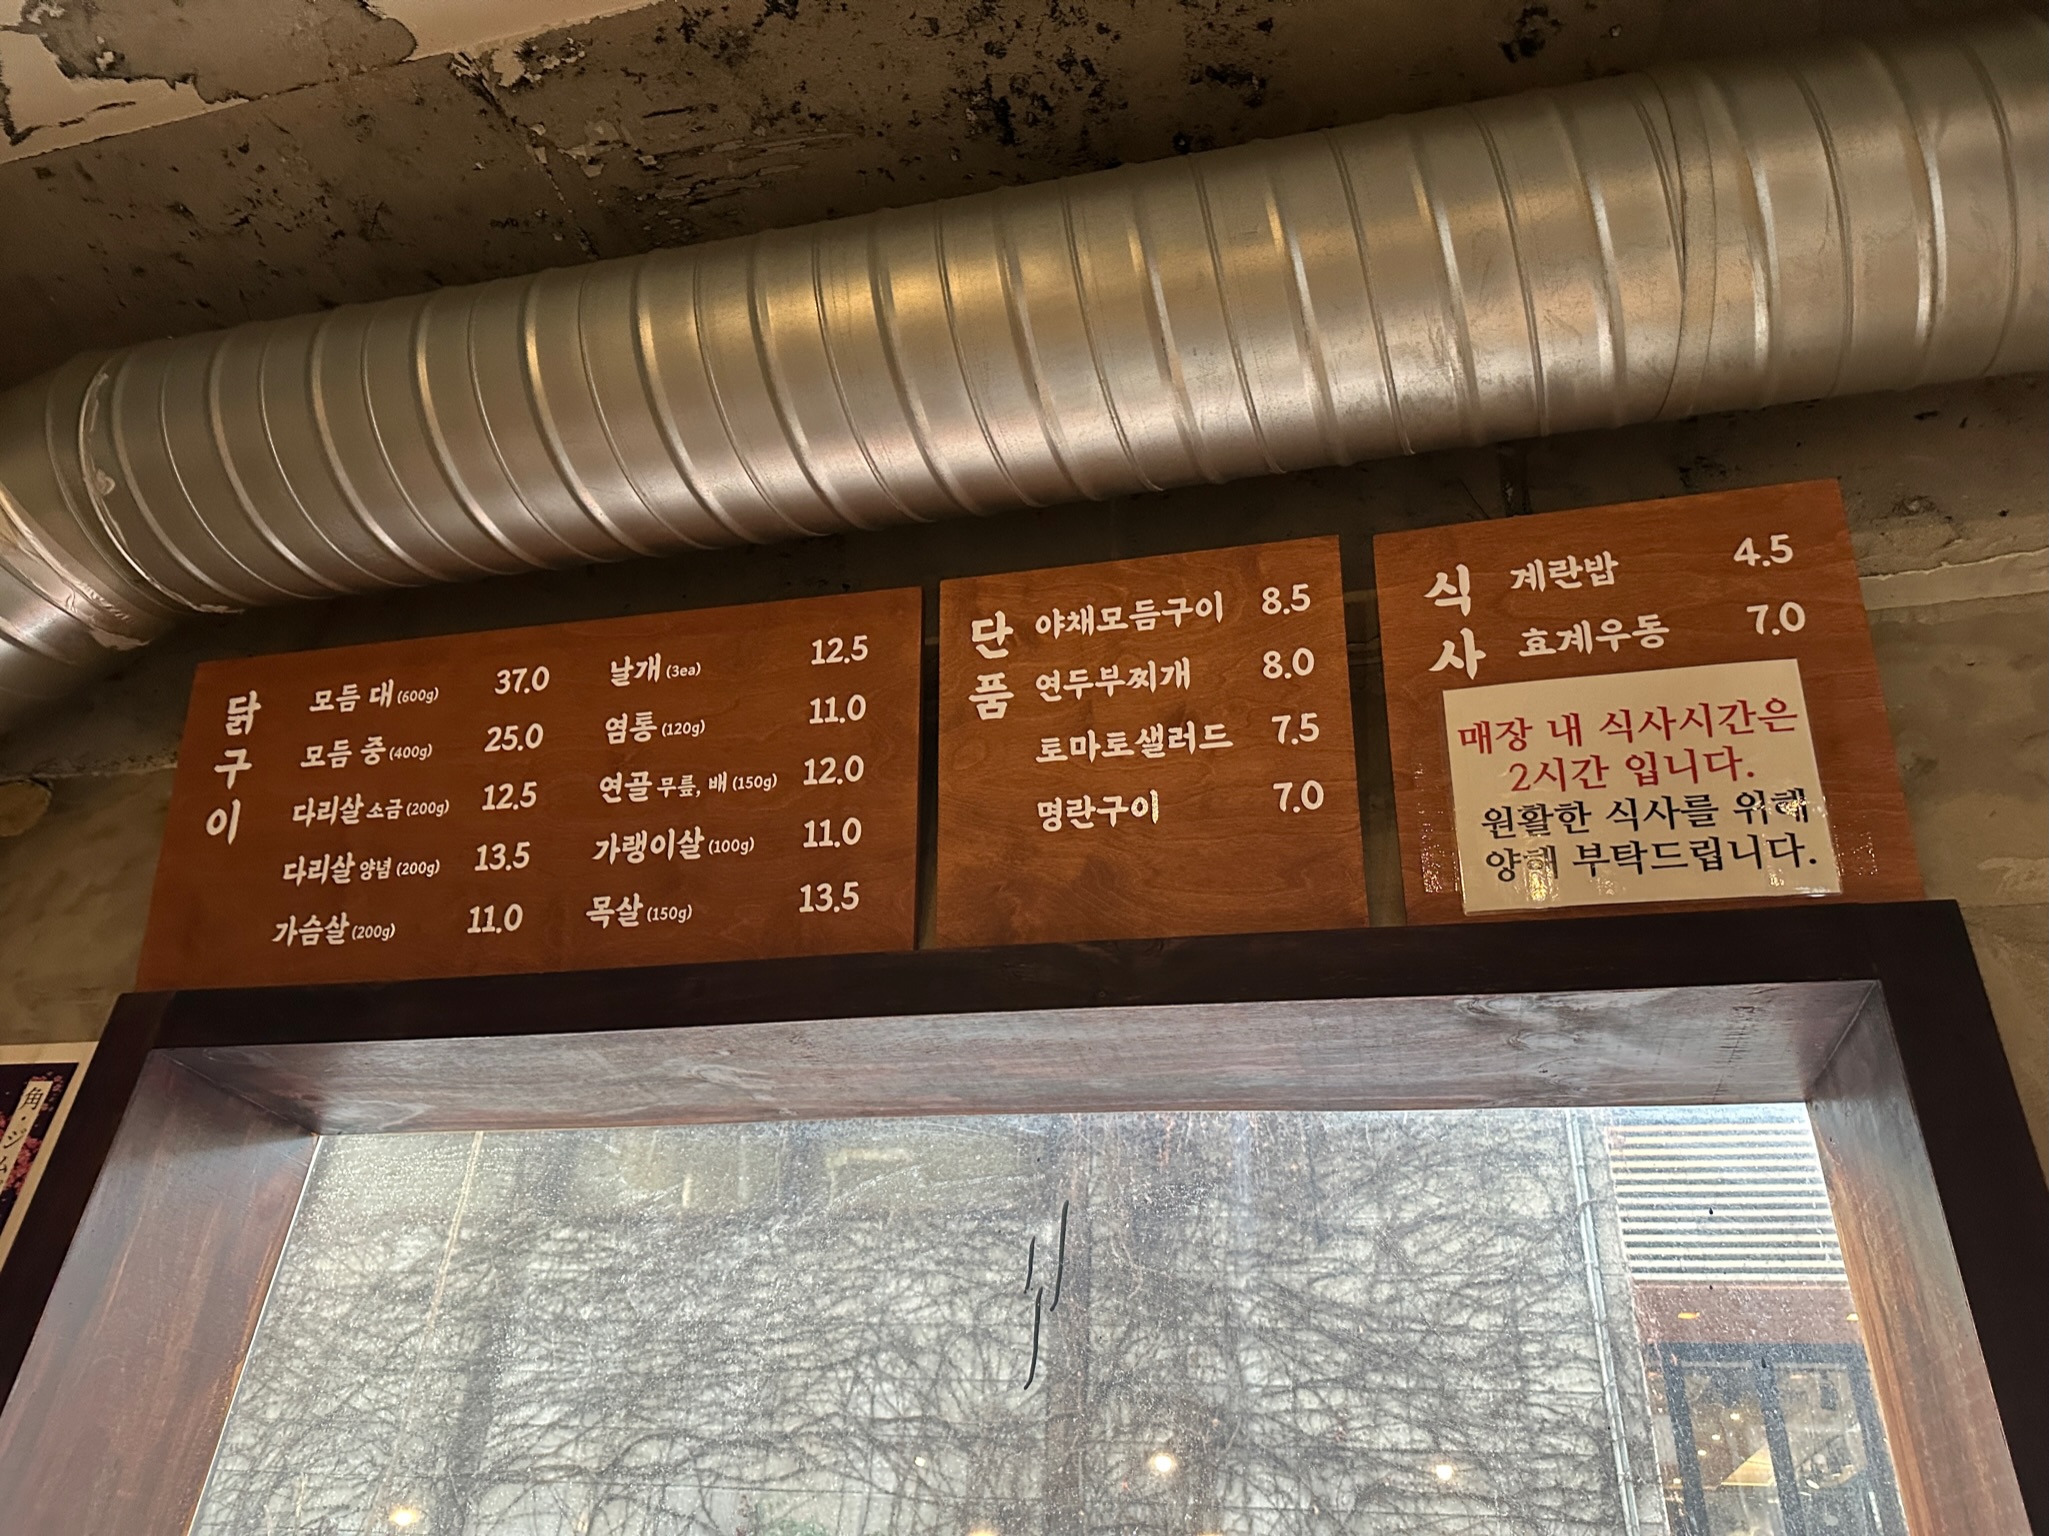 닭구이
모듬 대 (600g) 37.0
모듬 중 (400g) 25.0
다리살 소금 (200g) 12.5
다리살 양념 (200g) 13.5
가슴살 (200g) 11.0
날개 (3ea) 12.5
염통 (120g) 11.0
연골 무릎, 배 (150g) 12.0
가랭이살 (100g) 11.0
목살 (150g) 13.5
단품
야채모듬구이 8.5
연두부찌개 8.0
토마토샐러드 7.5
명란구이 7.0
식사
계란밥 4.5
효계우동 7.0
매장 내 식사시간은
2시간 입니다.
원활한 식사를 위해
양해 부탁드립니다.
角・ジム